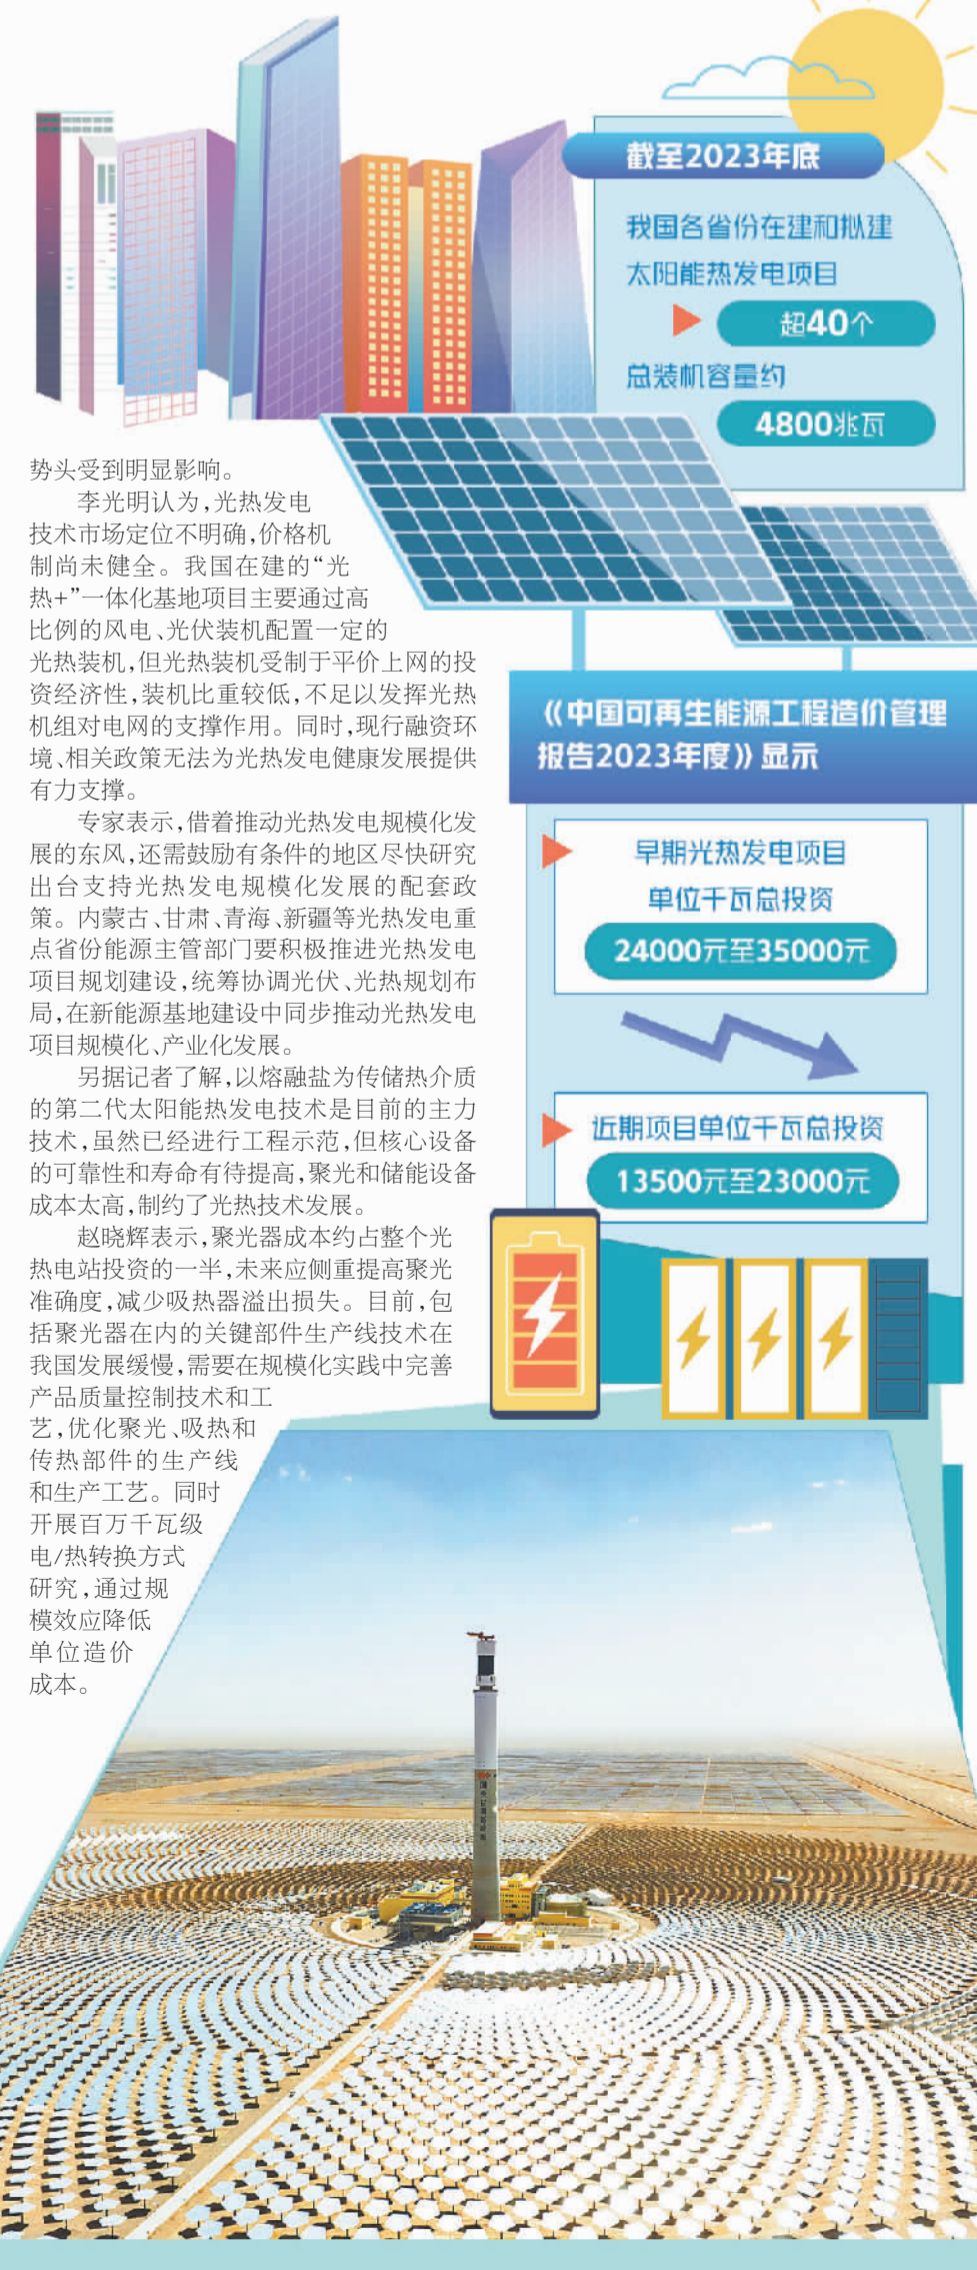 截至2023年底
我国各省份在建和拟建
太阳能热发电项目
超40个
总装机容量约
4800兆瓦
势头受到明显影响。
李光明认为,光热发电
技术市场定位不明确,价格机
制尚未健全。我国在建的“光
热+”一体化基地项目主要通过高
比例的风电、光伏装机配置一定的
光热装机,但光热装机受制于平价上网的投
资经济性,装机比重较低,不足以发挥光热
机组对电网的支撑作用。同时,现行融资环
境、相关政策无法为光热发电健康发展提供
有力支撑。
专家表示,借着推动光热发电规模化发
展的东风,还需鼓励有条件的地区尽快研究
出台支持光热发电规模化发展的配套政
策。内蒙古、甘肃、青海、新疆等光热发电重
点省份能源主管部门要积极推进光热发电
项目规划建设,统筹协调光伏、光热规划布
局,在新能源基地建设中同步推动光热发电
项目规模化、产业化发展。
另据记者了解,以熔融盐为传储热介质
的第二代太阳能热发电技术是目前的主力
技术,虽然已经进行工程示范,但核心设备
的可靠性和寿命有待提高,聚光和储能设备
成本太高,制约了光热技术发展。
赵晓辉表示,聚光器成本约占整个光
热电站投资的一半,未来应侧重提高聚光
准确度,减少吸热器溢出损失。目前,包
括聚光器在内的关键部件生产线技术在
我国发展缓慢,需要在规模化实践中完善
产品质量控制技术和工
艺,优化聚光、吸热和
传热部件的生产线
和生产工艺。同时
开展百万千瓦级
电/热转换方式
研究,通过规
模效应降低
单位造价
成本。
《中国可再生能源工程造价管理
报告2023年度》显示
早期光热发电项目
单位千瓦总投资
24000元至35000元
近期项目单位千瓦总投资
13500元至23000元